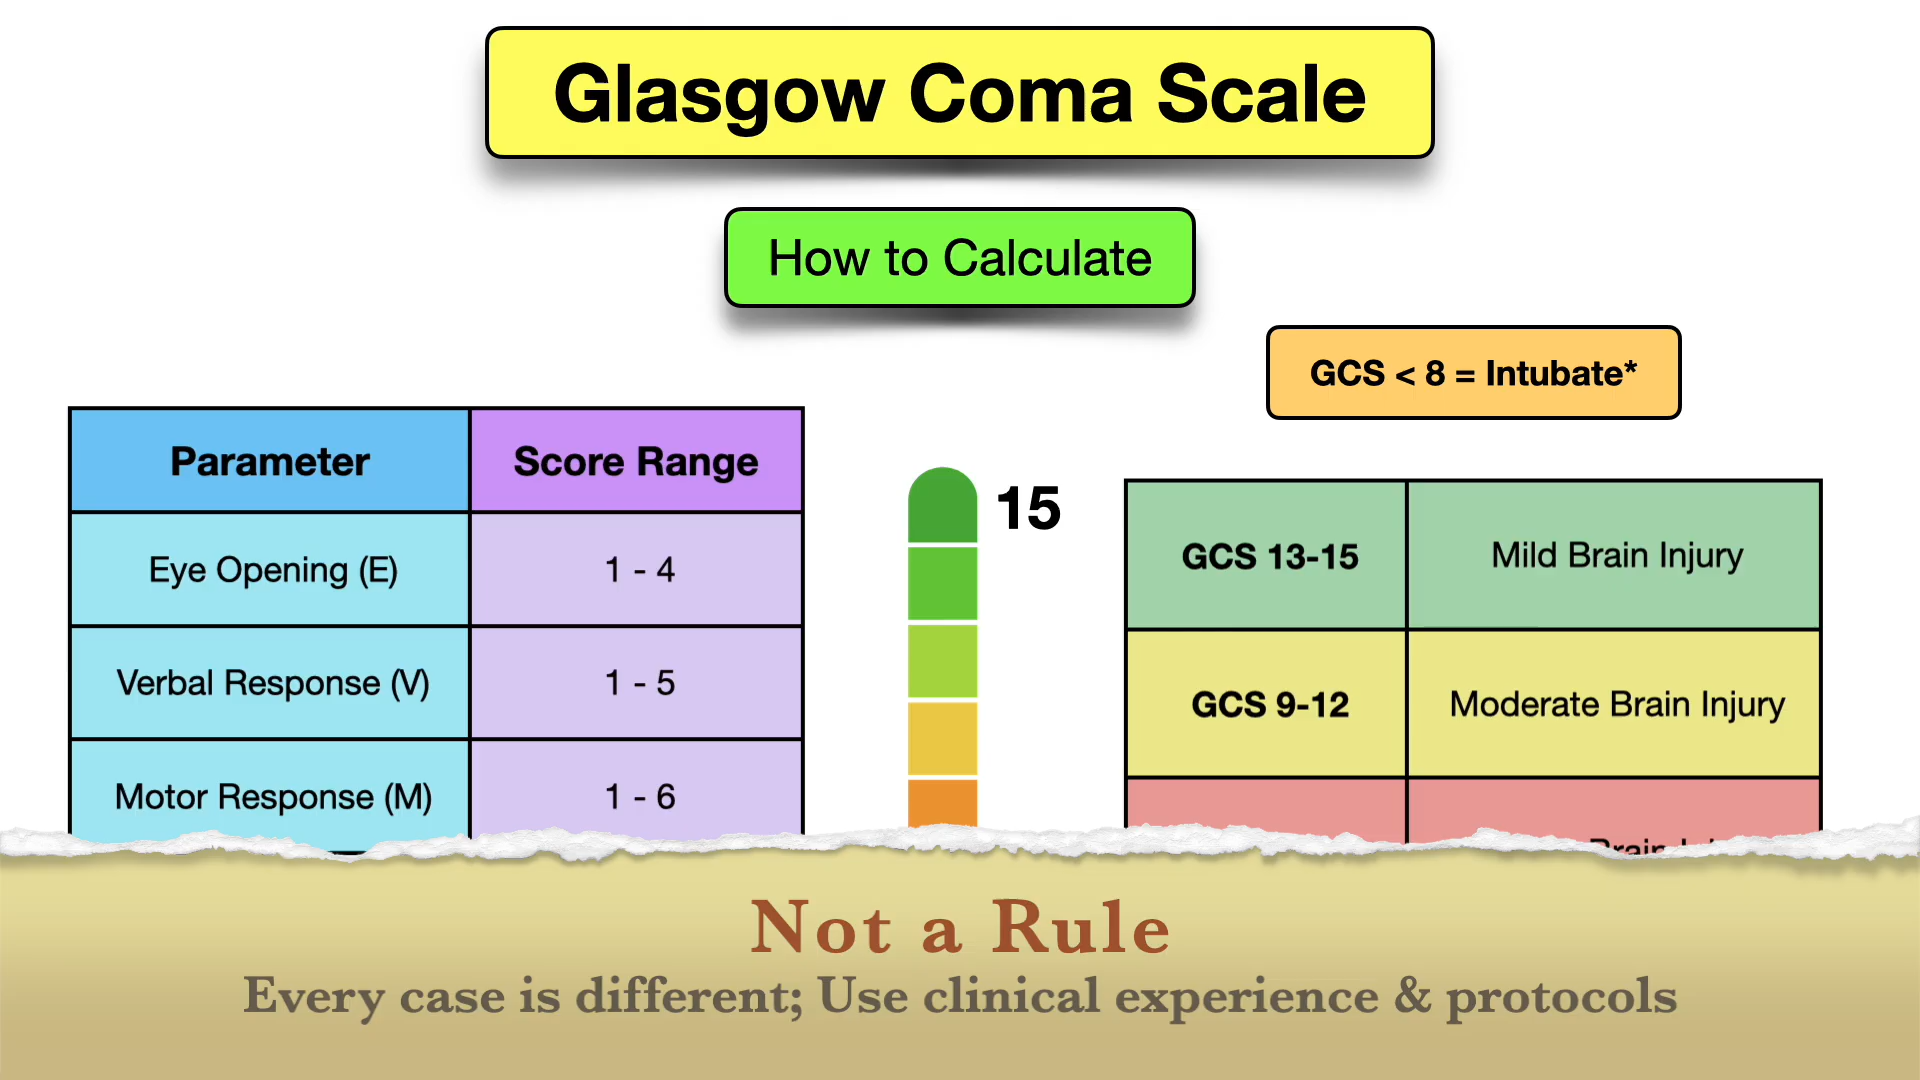 Glasgow Coma Scale
How to Calculate
GCS < 8 = Intubate*
Parameter Score Range
Eye Opening (E) 1 - 4
Verbal Response (V) 1 - 5
Motor Response (M) 1 - 6
15
GCS 13-15 Mild Brain Injury
GCS 9-12 Moderate Brain Injury
Brain
Not a Rule
Every case is different; Use clinical experience & protocols